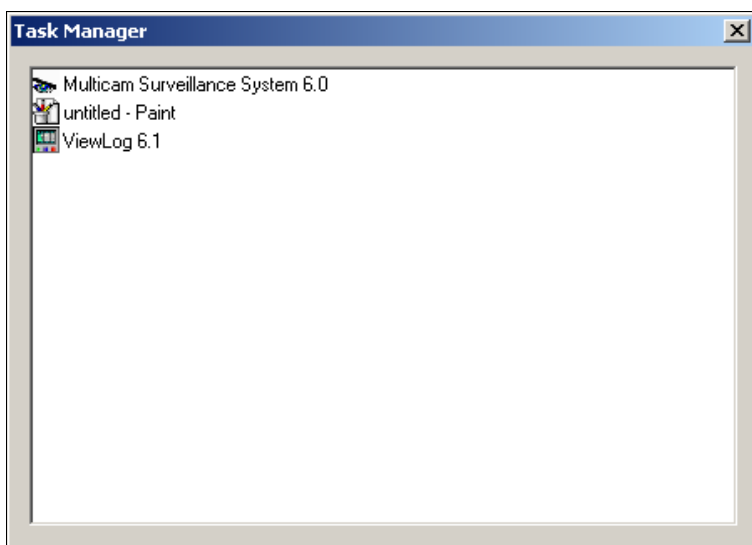 Task Manager
Multicam Surveillance System 6.0
untitled - Paint
ViewLog 6.1